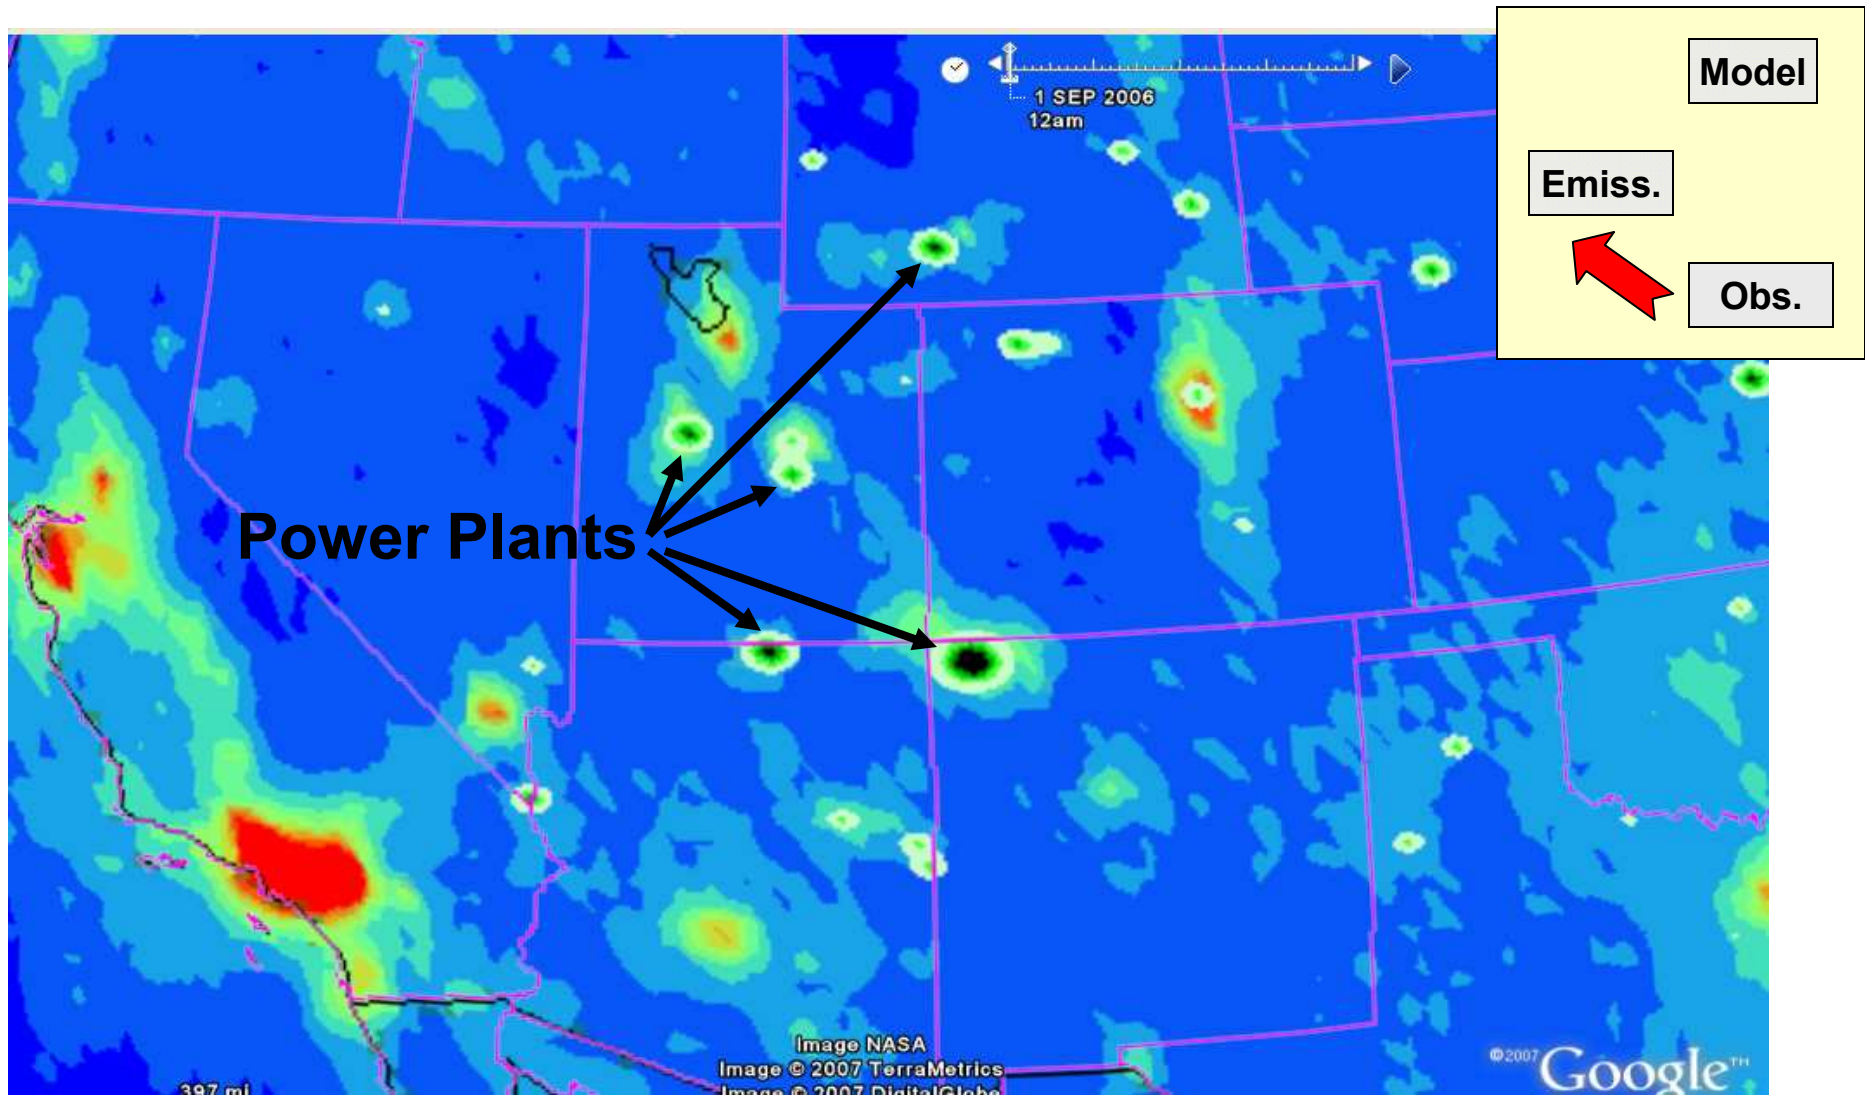 Model
1 SEP 2006
12am
Emiss.
Obs.
Power Plants
Image NASA
Image © 2007 TerraMetrics
Image © 2007 DigitalGlobe
397 mi
©2007 Google™